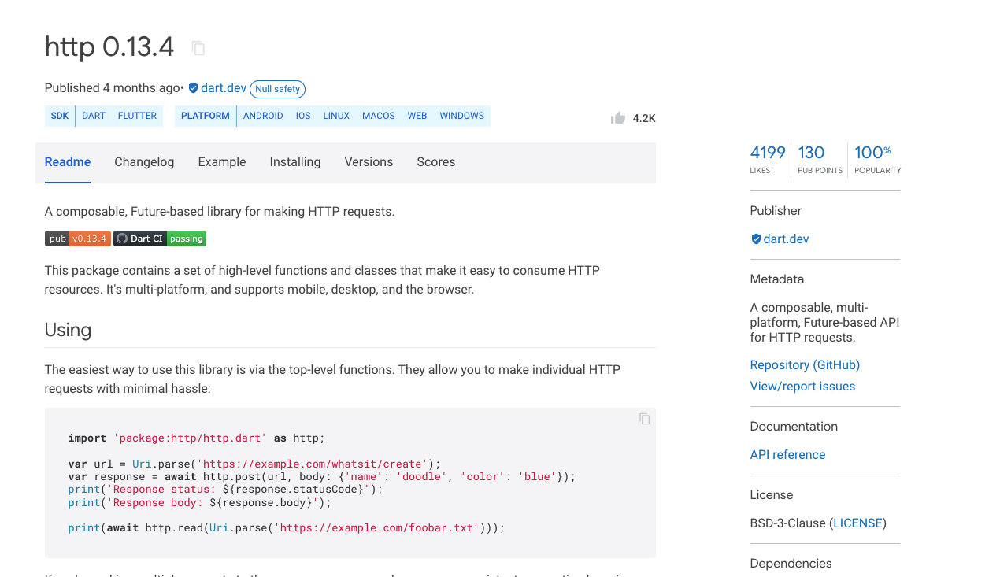 http 0.13.4
Published 4 months ago• dart.dev Null safety
SDK DART FLUTTER PLATFORM ANDROID IOS LINUX MACOS WEB WINDOWS
4.2K
Readme Changelog Example Installing Versions Scores
A composable, Future-based library for making HTTP requests.
pub v0.13.4 Dart CI passing
This package contains a set of high-level functions and classes that make it easy to consume HTTP
resources. It's multi-platform, and supports mobile, desktop, and the browser.
Using
The easiest way to use this library is via the top-level functions. They allow you to make individual HTTP
requests with minimal hassle:
import 'package:http/http.dart' as http;
var url = Uri.parse('https://example.com/whatsit/create');
var response = await http.post(url, body: {'name': 'doodle', 'color': 'blue'});
print('Response status: ${response.statusCode}');
print('Response body: ${response.body}');
print(await http.read(Uri.parse('https://example.com/foobar.txt')));
4199 130 100%
LIKES PUB POINTS POPULARITY
Publisher
dart.dev
Metadata
A composable, multi-
platform, Future-based API
for HTTP requests.
Repository (GitHub)
View/report issues
Documentation
API reference
License
BSD-3-Clause (LICENSE)
Dependencies